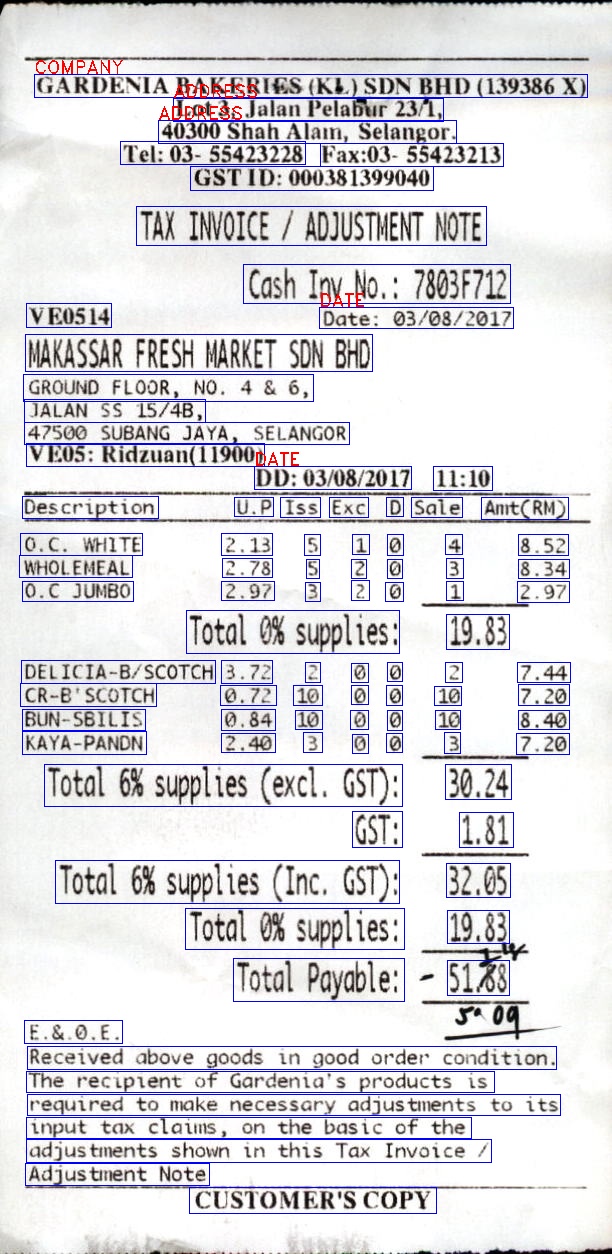 COMPANY
GARDENIA BAKERIES (KL) SDN BHD (139386 X)
ADDRESS
Lot 3, Jalan Pelabur 23/1,
ADDRESS
40300 Shah Alam, Selangor.
Tel: 03- 55423228 Fax:03- 55423213
GST ID: 000381399040
TAX INVOICE / ADJUSTMENT NOTE
Cash Inv No.: 7803F712
DATE
VE0514 Date: 03/08/2017
MAKASSAR FRESH MARKET SDN BHD
GROUND FLOOR, NO. 4 & 6,
JALAN SS 15/4B,
47500 SUBANG JAYA, SELANGOR
VE05: Ridzuan(11900)
DATE
DD: 03/08/2017 11:10
Description U.P Iss Exc D Sale Amt(RM)
O.C. WHITE 2.13 5 1 0 4 8.52
WHOLEMEAL 2.78 5 2 0 3 8.34
O.C JUMBO 2.97 3 2 0 1 2.97
Total 0% supplies: 19.83
DELICIA-B/SCOTCH 3.72 2 0 0 2 7.44
CR-B'SCOTCH 0.72 10 0 0 10 7.20
BUN-SBILIS 0.84 10 0 0 10 8.40
KAYA-PANDN 2.40 3 0 0 3 7.20
Total 6% supplies (excl. GST): 30.24
GST: 1.81
Total 6% supplies (Inc. GST): 32.05
Total 0% supplies: 19.83
Total Payable: - 51.88
E.&.O.E.
Received above goods in good order condition.
The recipient of Gardenia's products is
required to make necessary adjustments to its
input tax claims, on the basic of the
adjustments shown in this Tax Invoice /
Adjustment Note
CUSTOMER'S COPY